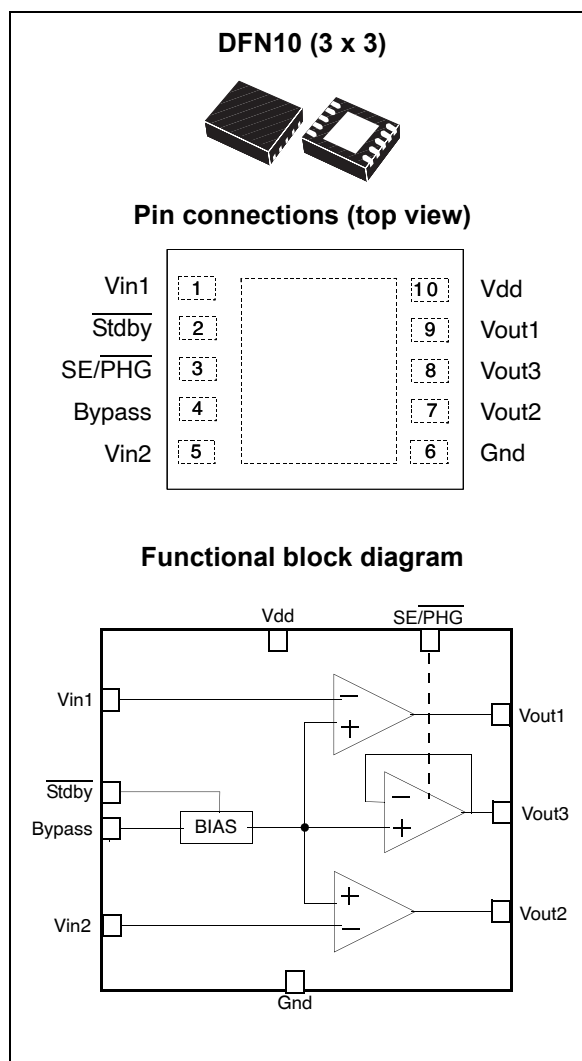 DFN10 (3 x 3)
Pin connections (top view)
Vin1 1 10 Vdd
Stdby 2 9 Vout1
SE/PHG 3 8 Vout3
Bypass 4 7 Vout2
Vin2 5 6 Gnd
Functional block diagram
Vdd SE/PHG
Vin1 − Vout1
+
Stdby −
Bypass BIAS + Vout3
+
Vin2 − Vout2
Gnd